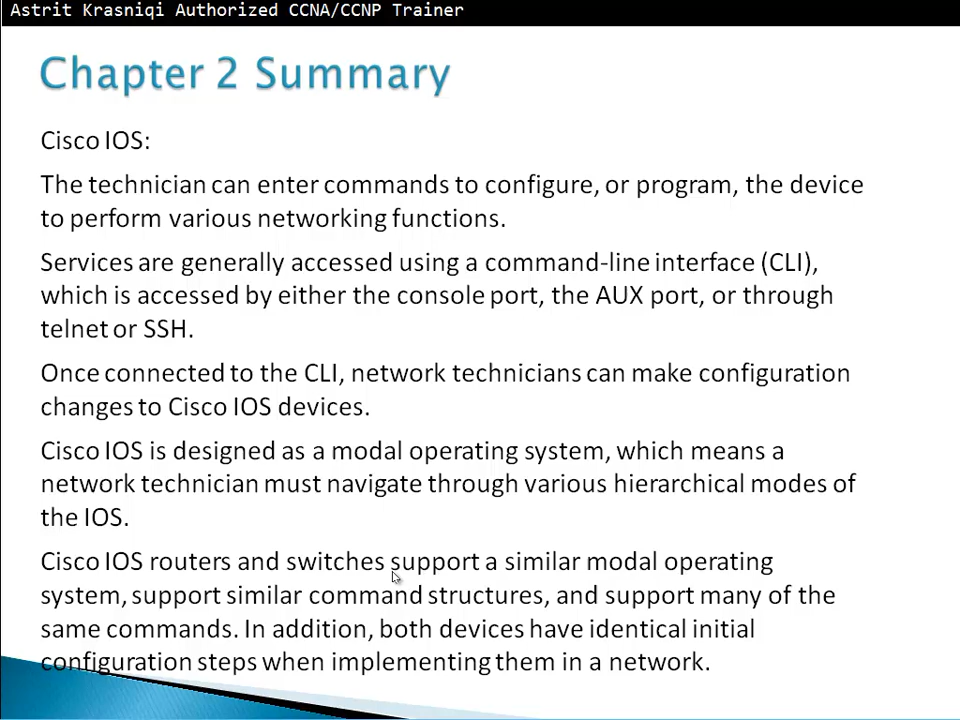 Astrit Krasniqi Authorized CCNA/CCNP Trainer
Chapter 2 Summary
Cisco IOS:
The technician can enter commands to configure, or program, the device
to perform various networking functions.
Services are generally accessed using a command-line interface (CLI),
which is accessed by either the console port, the AUX port, or through
telnet or SSH.
Once connected to the CLI, network technicians can make configuration
changes to Cisco IOS devices.
Cisco IOS is designed as a modal operating system, which means a
network technician must navigate through various hierarchical modes of
the IOS.
Cisco IOS routers and switches support a similar modal operating
system, support similar command structures, and support many of the
same commands. In addition, both devices have identical initial
configuration steps when implementing them in a network.